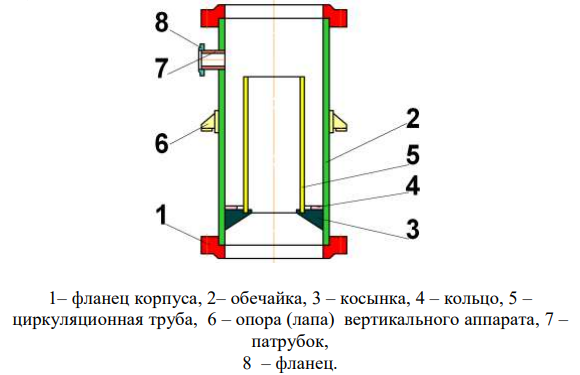 8
7
6
1
2
5
4
3
1– фланец корпуса, 2– обечайка, 3 – косынка, 4 – кольцо, 5 –
циркуляционная труба, 6 – опора (лапа) вертикального аппарата, 7 –
патрубок,
8 – фланец.